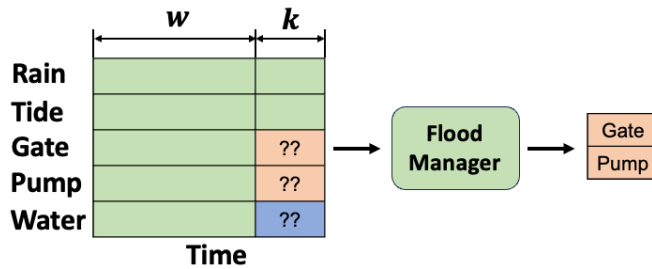 w k
Rain
Tide
Gate ??
Pump ??
Water ??
Time
Flood
Manager
Gate
Pump